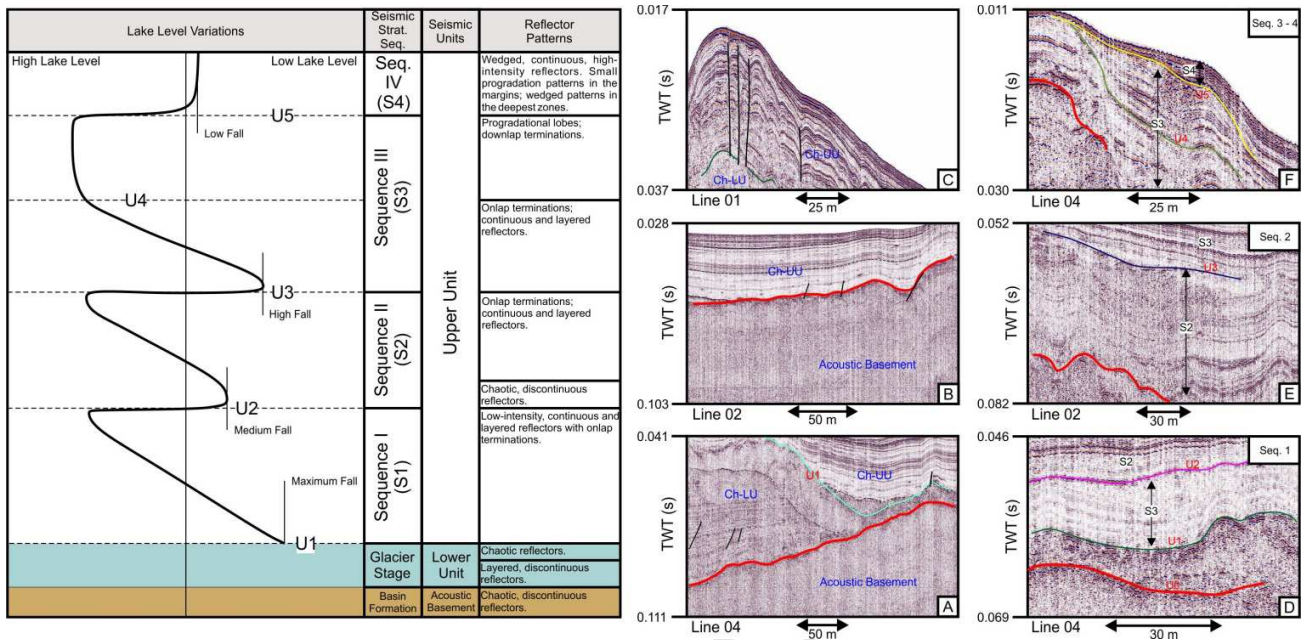 Lake Level Variations
Seismic
Strat.
Seq.
Seismic
Units
Reflector
Patterns
High Lake Level
Low Lake Level
U5
Low Fall
U4
U3
High Fall
U2
Medium Fall
Maximum Fall
U1
Seq.
IV
(S4)
Sequence III
(S3)
Sequence II
(S2)
Sequence I
(S1)
Glacier
Stage
Basin
Formation
Upper Unit
Lower
Unit
Acoustic
Basement
Wedged, continuous, high-
intensity reflectors. Small
progradation patterns in the
margins; wedged patterns in
the deepest zones.
Progradational lobes;
downlap terminations.
Onlap terminations;
continuous and layered
reflectors.
Onlap terminations;
continuous and layered
reflectors.
Chaotic, discontinuous
reflectors.
Low-intensity, continuous and
layered reflectors with onlap
terminations.
Chaotic reflectors.
Layered, discontinuous
reflectors.
Chaotic, discontinuous
reflectors.
0.017
TWT (s)
0.037
Ch-LU
Ch-UU
C
Line 01
25 m
0.028
TWT (s)
0.103
Ch-UU
Acoustic Basement
B
Line 02
50 m
0.041
TWT (s)
0.111
U1
Ch-UU
Ch-LU
Acoustic Basement
A
Line 04
50 m
0.011
TWT (s)
0.030
Seq. 3 - 4
S4
U5
S3
U4
F
Line 04
25 m
0.052
TWT (s)
0.082
Seq. 2
S3
U3
S2
E
Line 02
30 m
0.046
TWT (s)
0.069
Seq. 1
S2
U2
S3
U1
D
Line 04
30 m